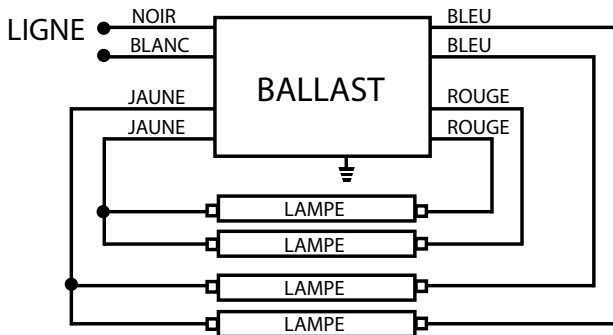 LIGNE
NOIR
BLANC
JAUNE
JAUNE
BALLAST
BLEU
BLEU
ROUGE
ROUGE
LAMPE
LAMPE
LAMPE
LAMPE